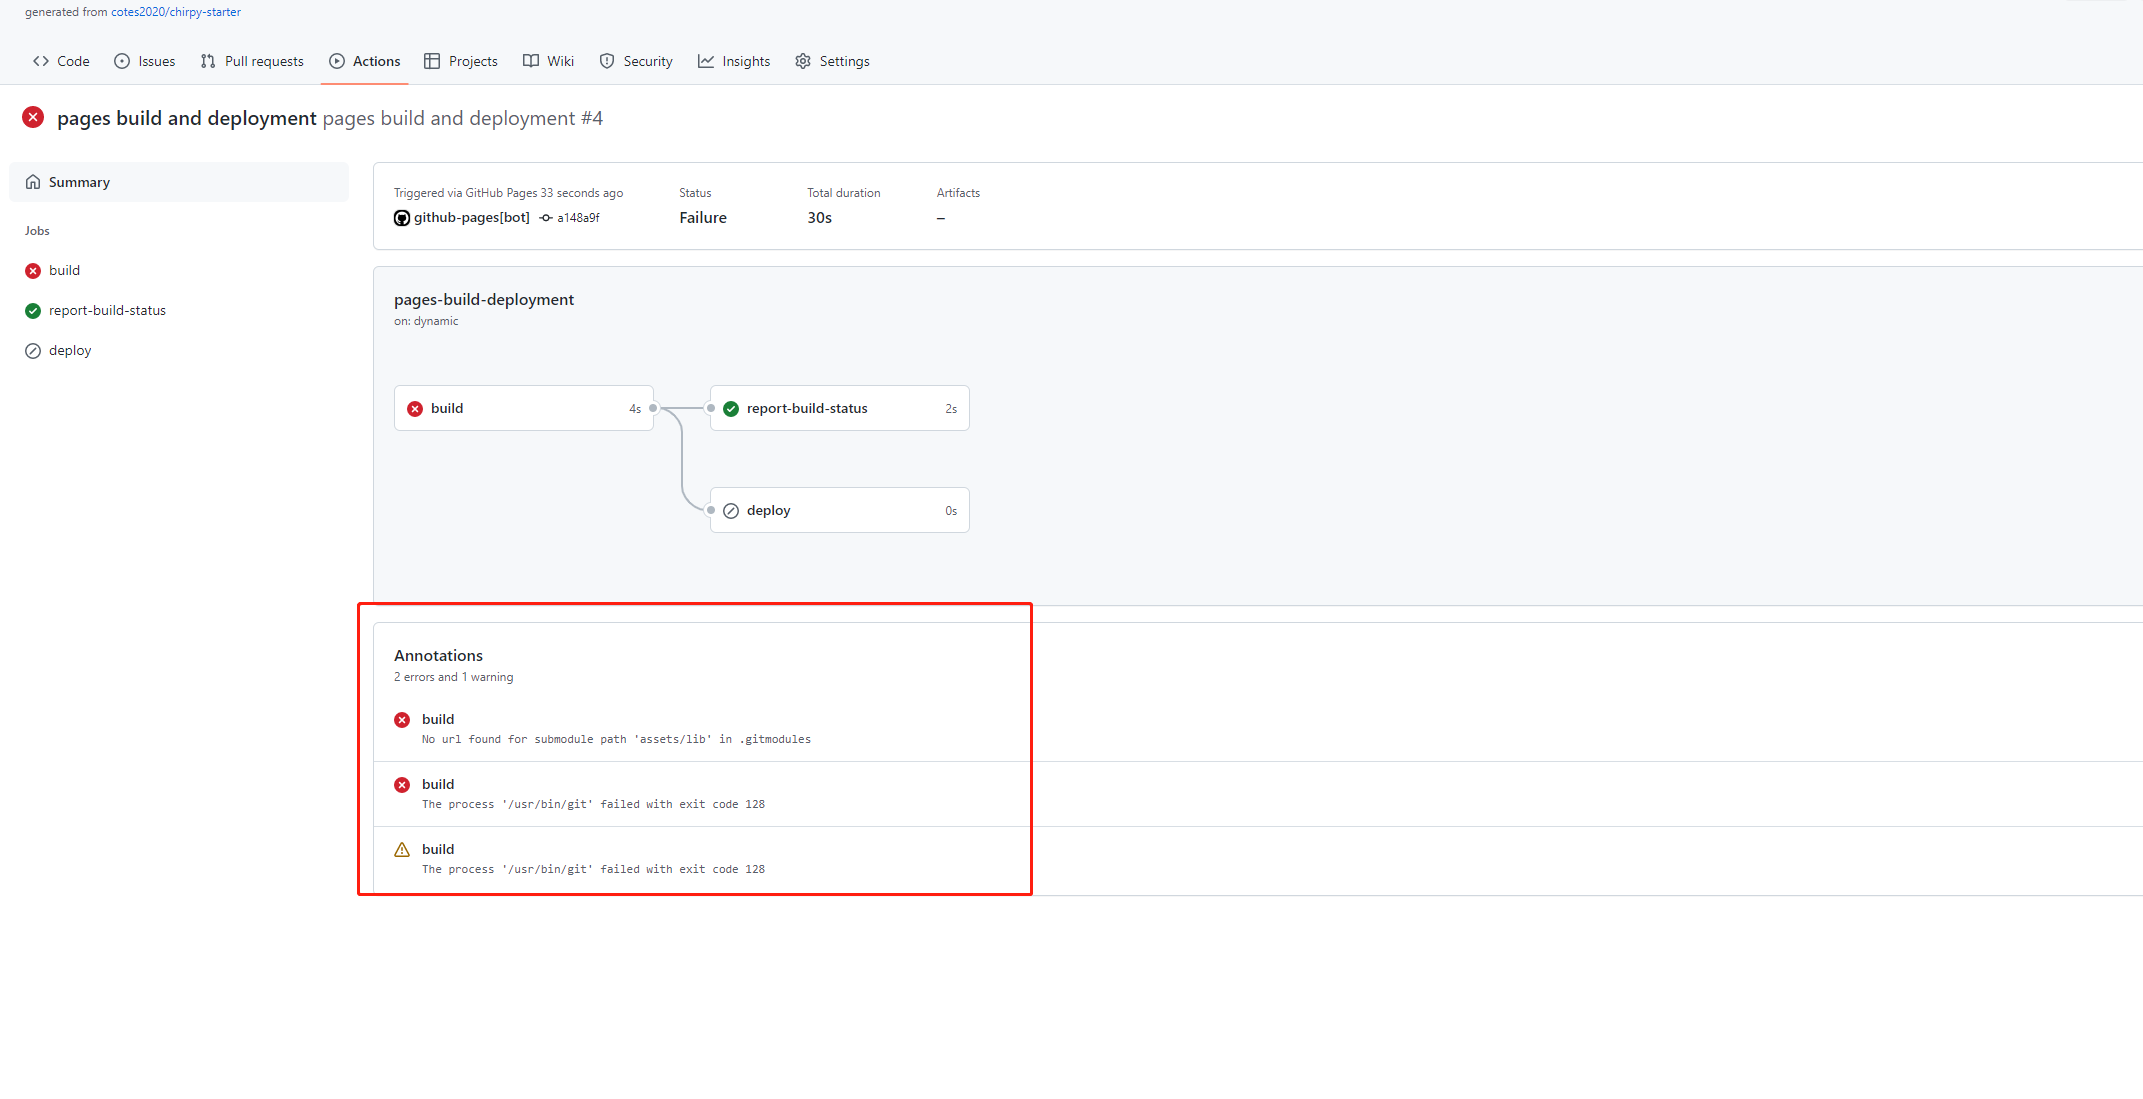 generated from cotes2020/chirpy-starter
Code Issues Pull requests Actions Projects Wiki Security Insights Settings
pages build and deployment pages build and deployment #4
Summary
Jobs
build
report-build-status
deploy
Triggered via GitHub Pages 33 seconds ago
github-pages[bot] a148a9f
Status
Failure
Total duration
30s
Artifacts
–
pages-build-deployment
on: dynamic
build 4s
report-build-status 2s
deploy 0s
Annotations
2 errors and 1 warning
build
No url found for submodule path 'assets/lib' in .gitmodules
build
The process '/usr/bin/git' failed with exit code 128
build
The process '/usr/bin/git' failed with exit code 128